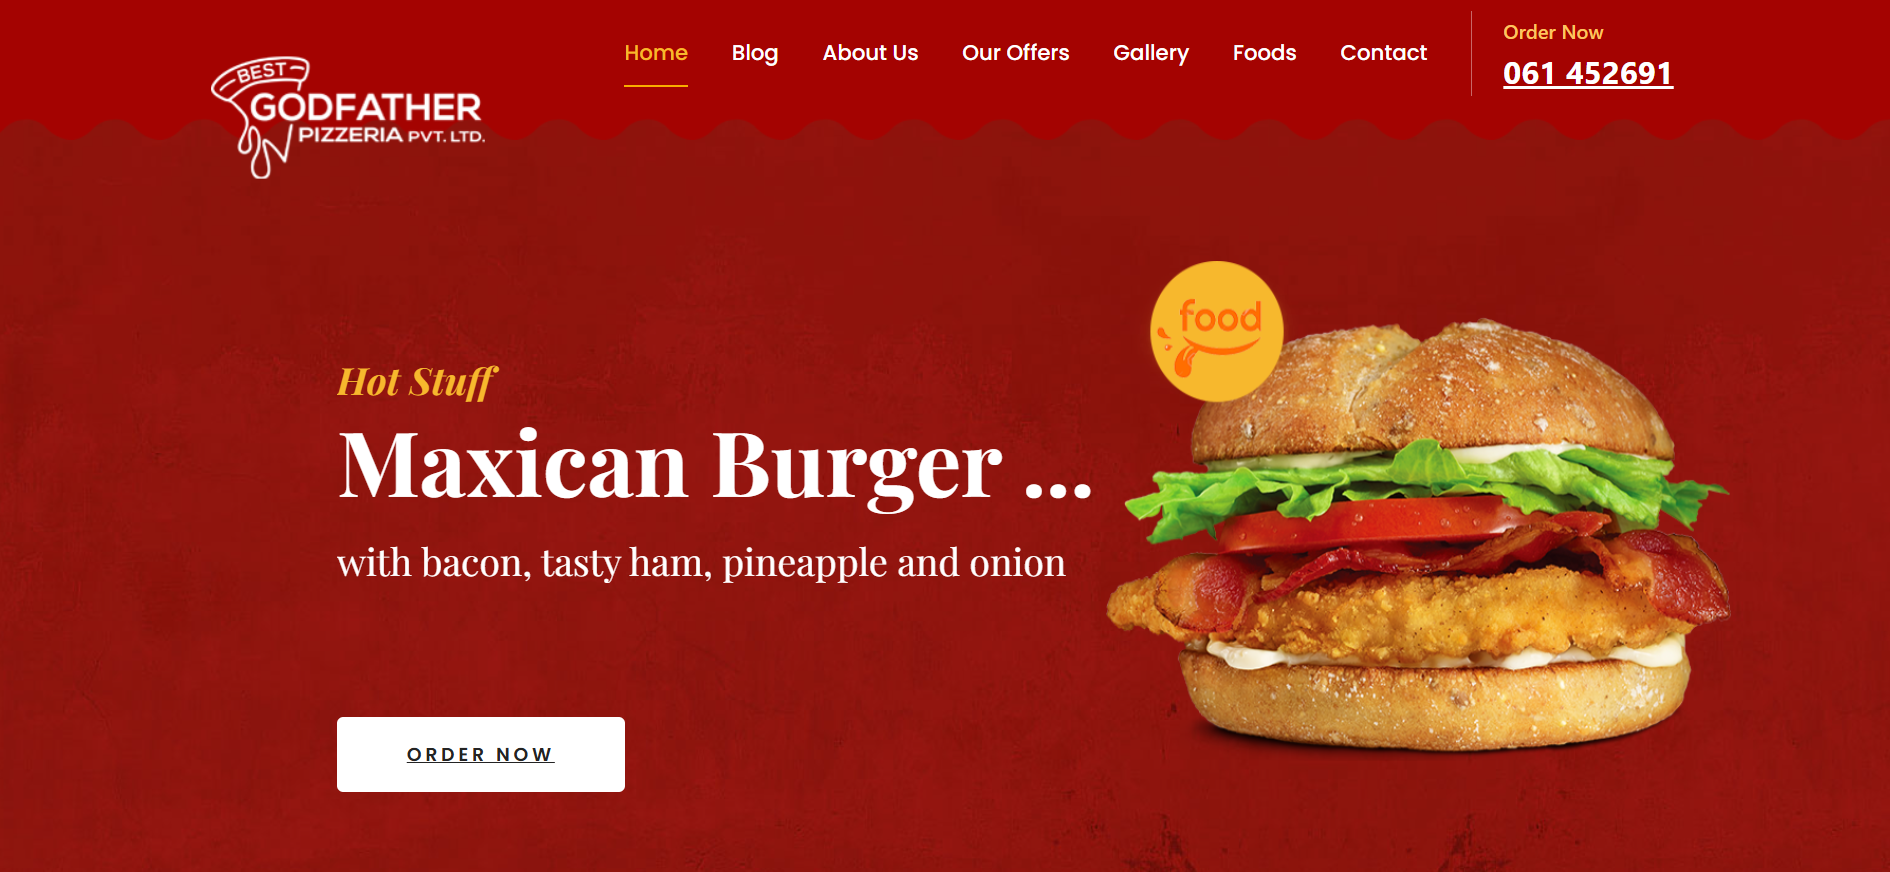 BEST
GODFATHER
PIZZERIA PVT. LTD.
Home Blog About Us Our Offers Gallery Foods Contact
Order Now
061 452691
food
Hot Stuff
Maxican Burger ...
with bacon, tasty ham, pineapple and onion
ORDER NOW